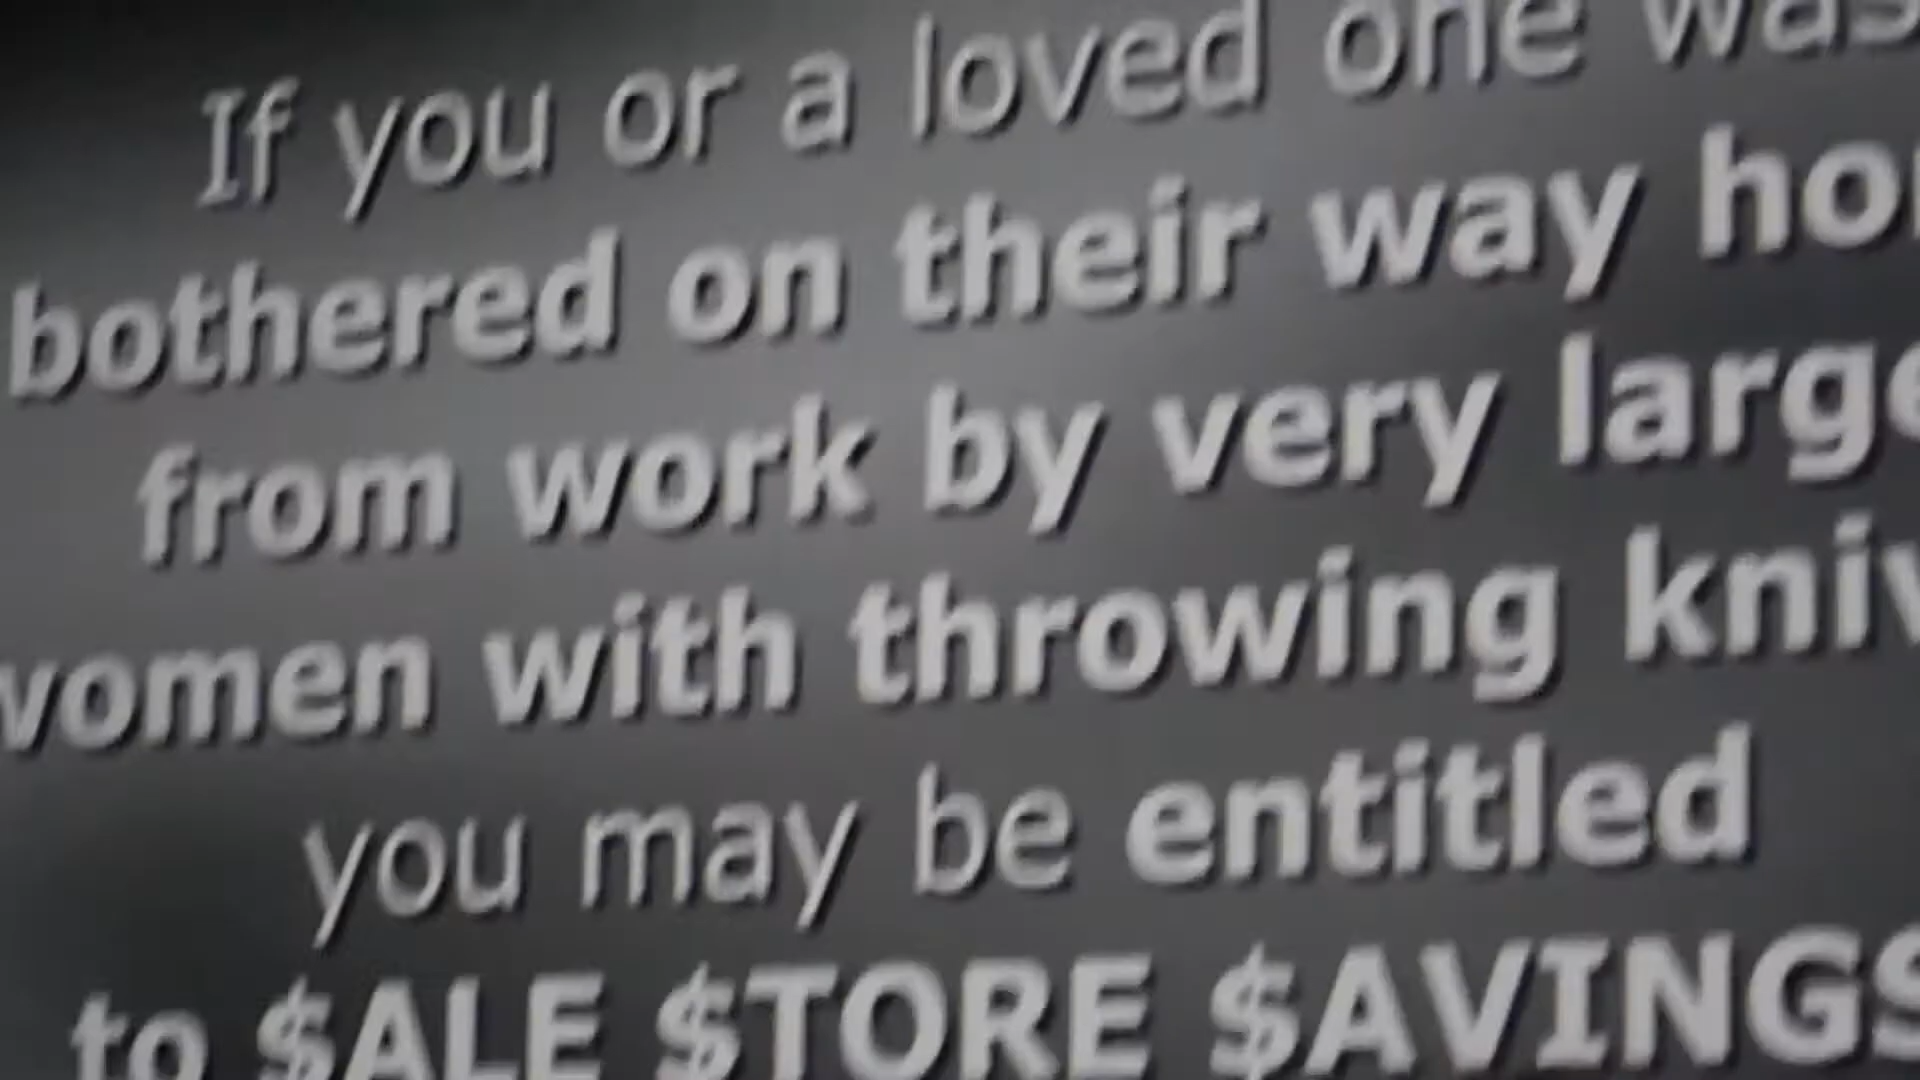 If you or a loved one was
bothered on their way ho
from work by very large
women with throwing kniv
you may be entitled
to $ALE $TORE $AVINGS